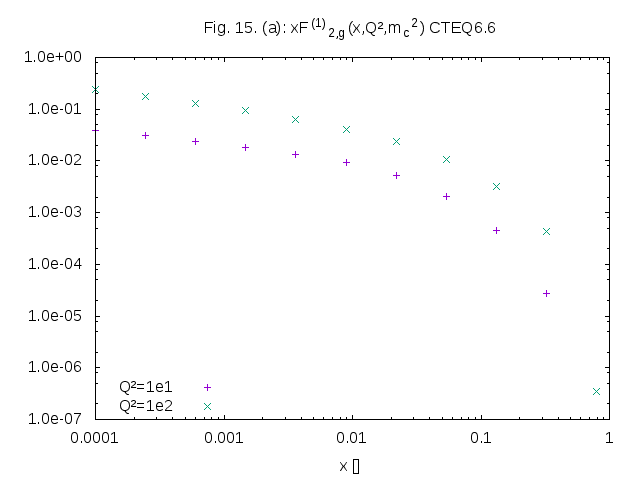 Fig. 15. (a): xF⁽¹⁾₂,g(x,Q²,mc²) CTEQ6.6
1.0e+00
1.0e-01
1.0e-02
1.0e-03
1.0e-04
1.0e-05
1.0e-06
1.0e-07
Q²=1e1
Q²=1e2
0.0001 0.001 0.01 0.1 1
x []